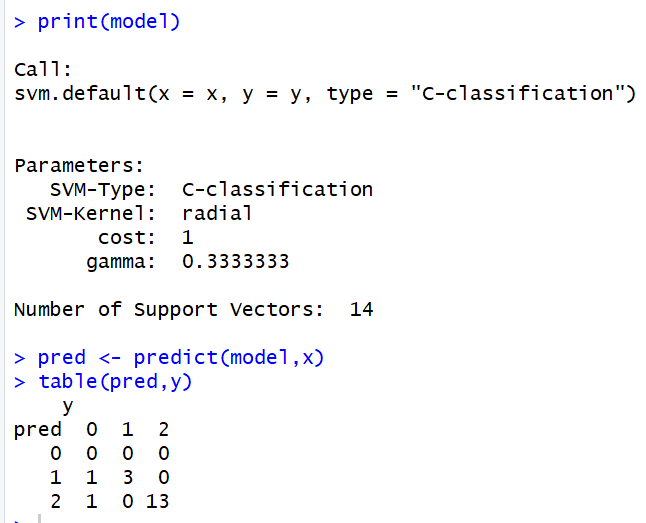 > print(model)
Call:
svm.default(x = x, y = y, type = "C-classification")
Parameters:
   SVM-Type:  C-classification
 SVM-Kernel:  radial
       cost:  1
      gamma:  0.3333333
Number of Support Vectors:  14
> pred <- predict(model,x)
> table(pred,y)
    y
pred  0  1  2
   0  0  0  0
   1  1  3  0
   2  1  0 13
>